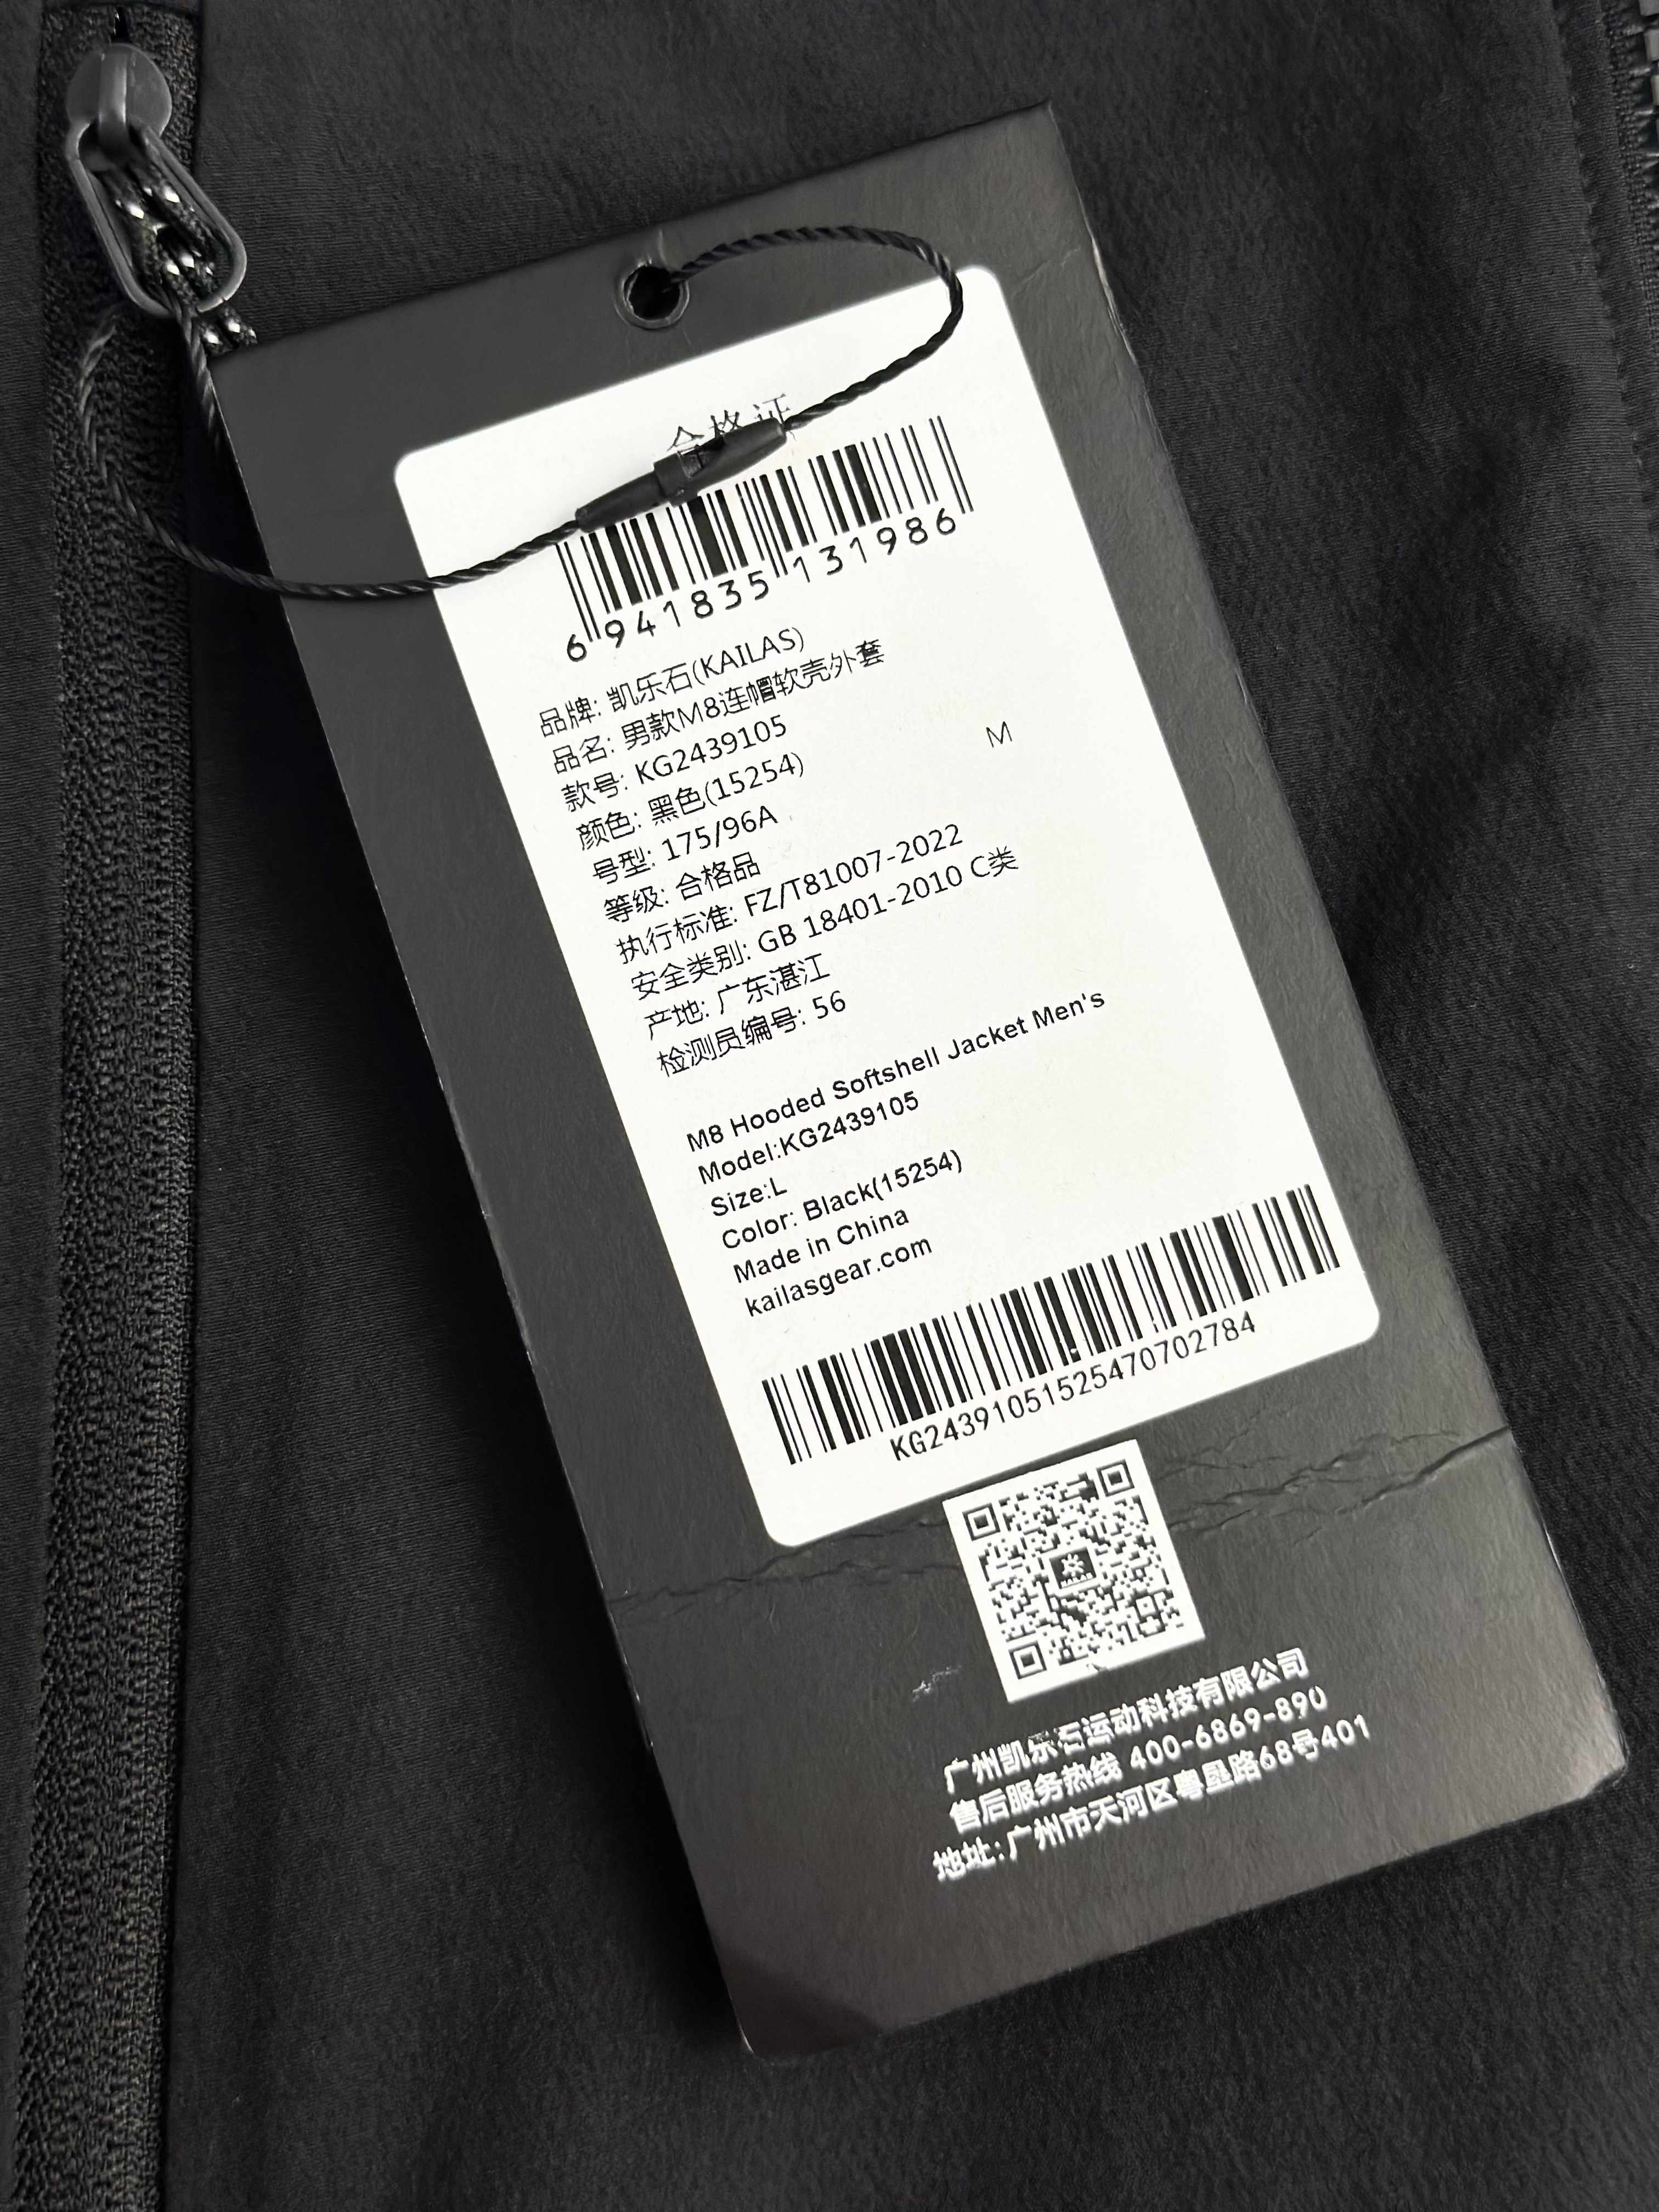 合格证
6 941835 131986
品牌: 凯乐石(KAILAS)
品名: 男款M8连帽软壳外套
款号: KG2439105
颜色: 黑色(15254)
M
号型: 175/96A
等级: 合格品
执行标准: FZ/T81007-2022
安全类别: GB 18401-2010 C类
产地: 广东湛江
检测员编号: 56
M8 Hooded Softshell Jacket Men's
Model:KG2439105
Size:L
Color: Black(15254)
Made in China
kailasgear.com
KG24391051525470702784
KAILAS
广州凯乐石运动科技有限公司
售后服务热线 400-6869-890
地址:广州市天河区粤垦路68号401